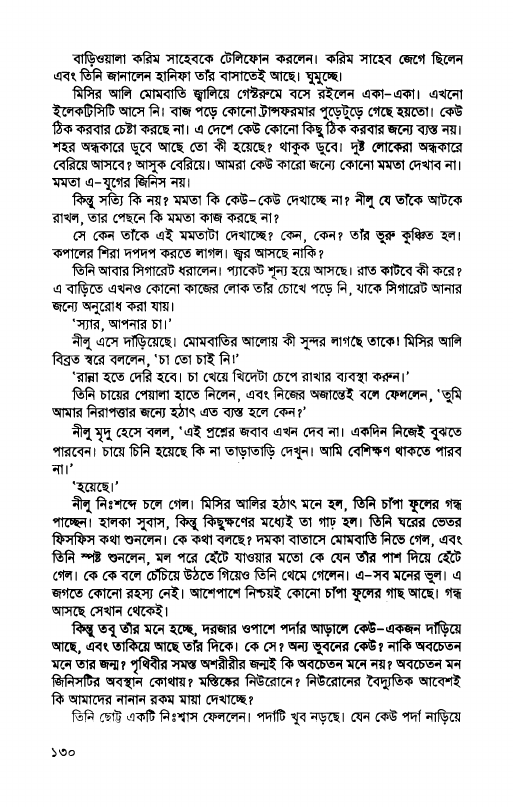 বাড়িওয়ালা করিম সাহেবকে টেলিফোন করলেন। করিম সাহেব জেগে ছিলেন
এবং তিনি জানালেন হানিফা তাঁর বাসাতেই আছে। ঘুমুচ্ছে।
মিসির আলি মোমবাতি জ্বালিয়ে গেস্টরুমে বসে রইলেন একা–একা। এখনো
ইলেকট্রিসিটি আসে নি। বাজ পড়ে কোনো ট্রান্সফরমার পুড়েটুড়ে গেছে হয়তো। কেউ
ঠিক করবার চেষ্টা করছে না। এ দেশে কেউ কোনো কিছু ঠিক করবার জন্যে ব্যস্ত নয়।
শহর অন্ধকারে ডুবে আছে তো কী হয়েছে? থাকুক ডুবে। দুষ্ট লোকেরা অন্ধকারে
বেরিয়ে আসবে? আসুক বেরিয়ে। আমরা কেউ কারো জন্যে কোনো মমতা দেখাব না।
মমতা এ–যুগের জিনিস নয়।
কিন্তু সত্যি কি নয়? মমতা কি কেউ–কেউ দেখাচ্ছে না? নীলু যে তাঁকে আটকে
রাখল, তার পেছনে কি মমতা কাজ করছে না?
সে কেন তাঁকে এই মমতাটা দেখাচ্ছে? কেন, কেন? তাঁর ভুরু কুঞ্চিত হল।
কপালের শিরা দপদপ করতে লাগল। জ্বর আসছে নাকি?
তিনি আবার সিগারেট ধরালেন। প্যাকেট শূন্য হয়ে আসছে। রাত কাটবে কী করে?
এ বাড়িতে এখনও কোনো কাজের লোক তাঁর চোখে পড়ে নি, যাকে সিগারেট আনার
জন্যে অনুরোধ করা যায়।
‘স্যার, আপনার চা।’
নীলু এসে দাঁড়িয়েছে। মোমবাতির আলোয় কী সুন্দর লাগছে তাকে! মিসির আলি
বিব্রত স্বরে বললেন, ‘চা তো চাই নি।’
‘রান্না হতে দেরি হবে। চা খেয়ে খিদেটা চেপে রাখার ব্যবস্থা করুন।’
তিনি চায়ের পেয়ালা হাতে নিলেন, এবং নিজের অজান্তেই বলে ফেললেন, ‘তুমি
আমার নিরাপত্তার জন্যে হঠাৎ এত ব্যস্ত হলে কেন?’
নীলু মৃদু হেসে বলল, ‘এই প্রশ্নের জবাব এখন দেব না। একদিন নিজেই বুঝতে
পারবেন। চায়ে চিনি হয়েছে কি না তাড়াতাড়ি দেখুন। আমি বেশিক্ষণ থাকতে পারব
না।’
‘হয়েছে।’
নীলু নিঃশব্দে চলে গেল। মিসির আলির হঠাৎ মনে হল, তিনি চাঁপা ফুলের গন্ধ
পাচ্ছেন। হালকা সুবাস, কিন্তু কিছুক্ষণের মধ্যেই তা গাঢ় হল। তিনি ঘরের ভেতর
ফিসফিস কথা শুনলেন। কে কথা বলছে? দমকা বাতাসে মোমবাতি নিভে গেল, এবং
তিনি স্পষ্ট শুনলেন, মল পরে হেঁটে যাওয়ার মতো কে যেন তাঁর পাশ দিয়ে হেঁটে
গেল। কে কে বলে চেঁচিয়ে উঠতে গিয়েও তিনি থেমে গেলেন। এ–সব মনের ভুল। এ
জগতে কোনো রহস্য নেই। আশেপাশে নিশ্চয়ই কোনো চাঁপা ফুলের গাছ আছে। গন্ধ
আসছে সেখান থেকেই।
কিন্তু তবু তাঁর মনে হচ্ছে, দরজার ওপাশে পর্দার আড়ালে কেউ–একজন দাঁড়িয়ে
আছে, এবং তাকিয়ে আছে তাঁর দিকে। কে সে? অন্য ভুবনের কেউ? নাকি অবচেতন
মনে তার জন্ম? পৃথিবীর সমস্ত অশরীরীর জন্মই কি অবচেতন মনে নয়? অবচেতন মন
জিনিসটির অবস্থান কোথায়? মস্তিষ্কের নিউরোনে? নিউরোনের বৈদ্যুতিক আবেশই
কি আমাদের নানান রকম মায়া দেখাচ্ছে?
তিনি ছোট্ট একটি নিঃশ্বাস ফেললেন। পর্দাটি খুব নড়ছে। যেন কেউ পর্দা নাড়িয়ে
১৩০